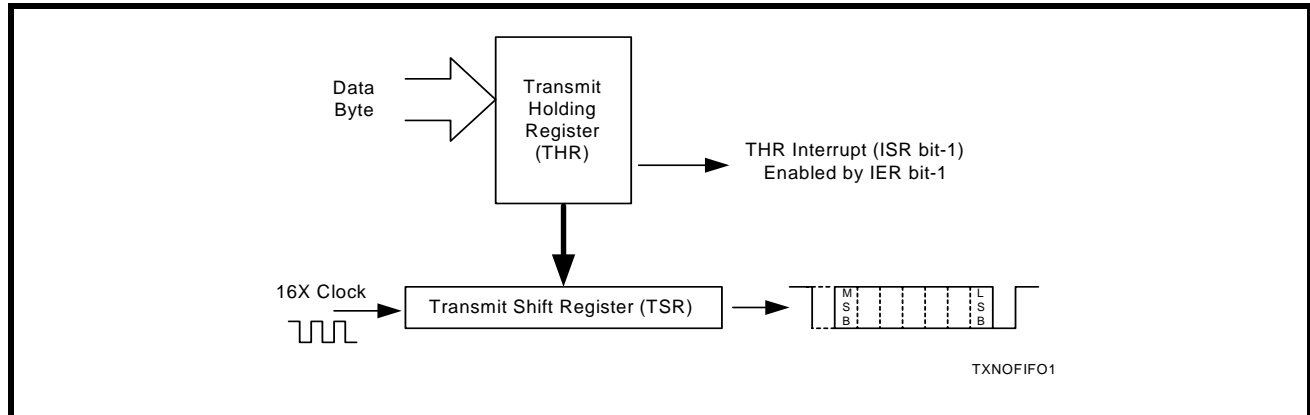 Data
Byte
Transmit
Holding
Register
(THR)
THR Interrupt (ISR bit-1)
Enabled by IER bit-1
16X Clock
Transmit Shift Register (TSR)
M
S
B
L
S
B
TXNOFIFO1